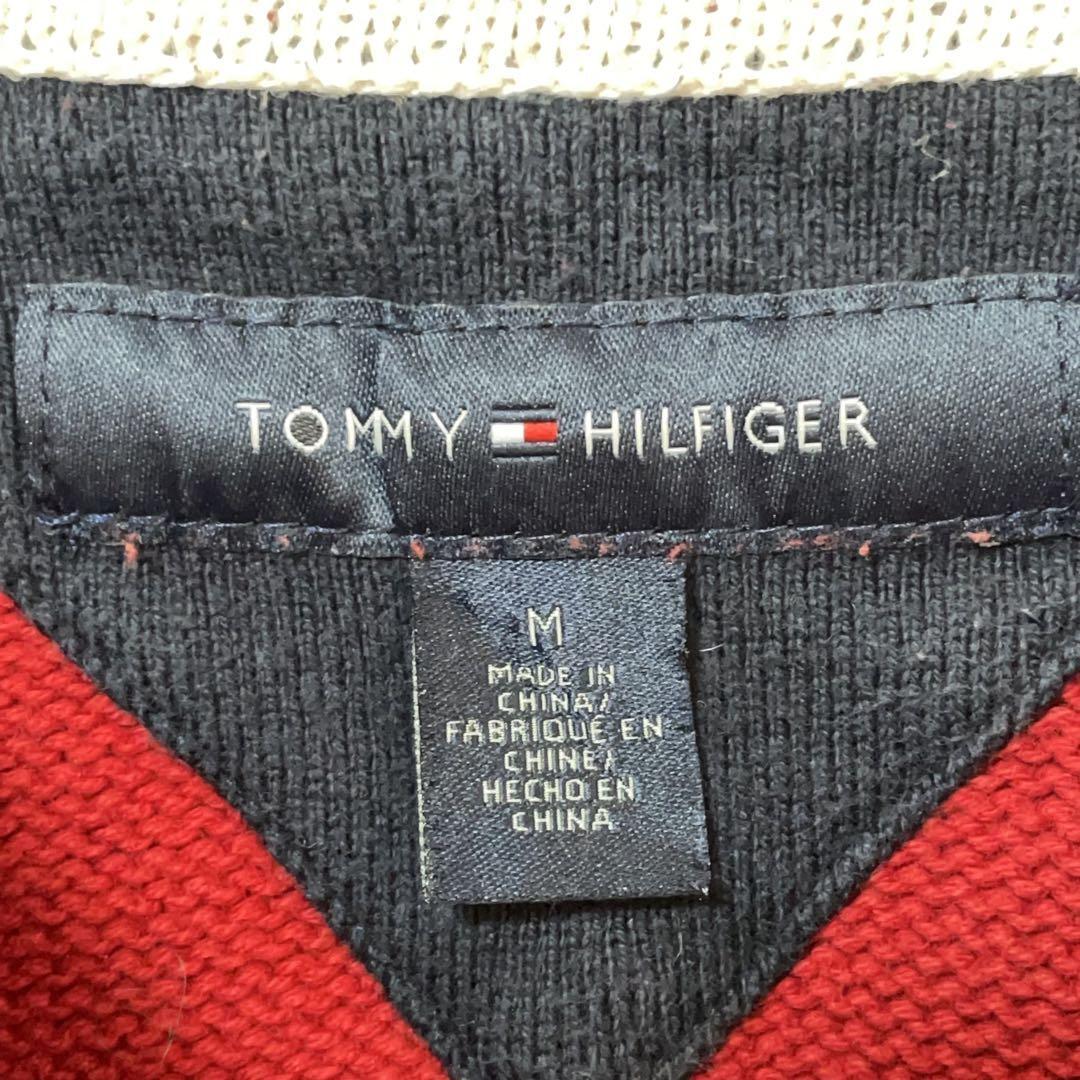 TOMMY HILFIGER
M
MADE IN
CHINA/
FABRIQUÉ EN
CHINE/
HECHO EN
CHINA